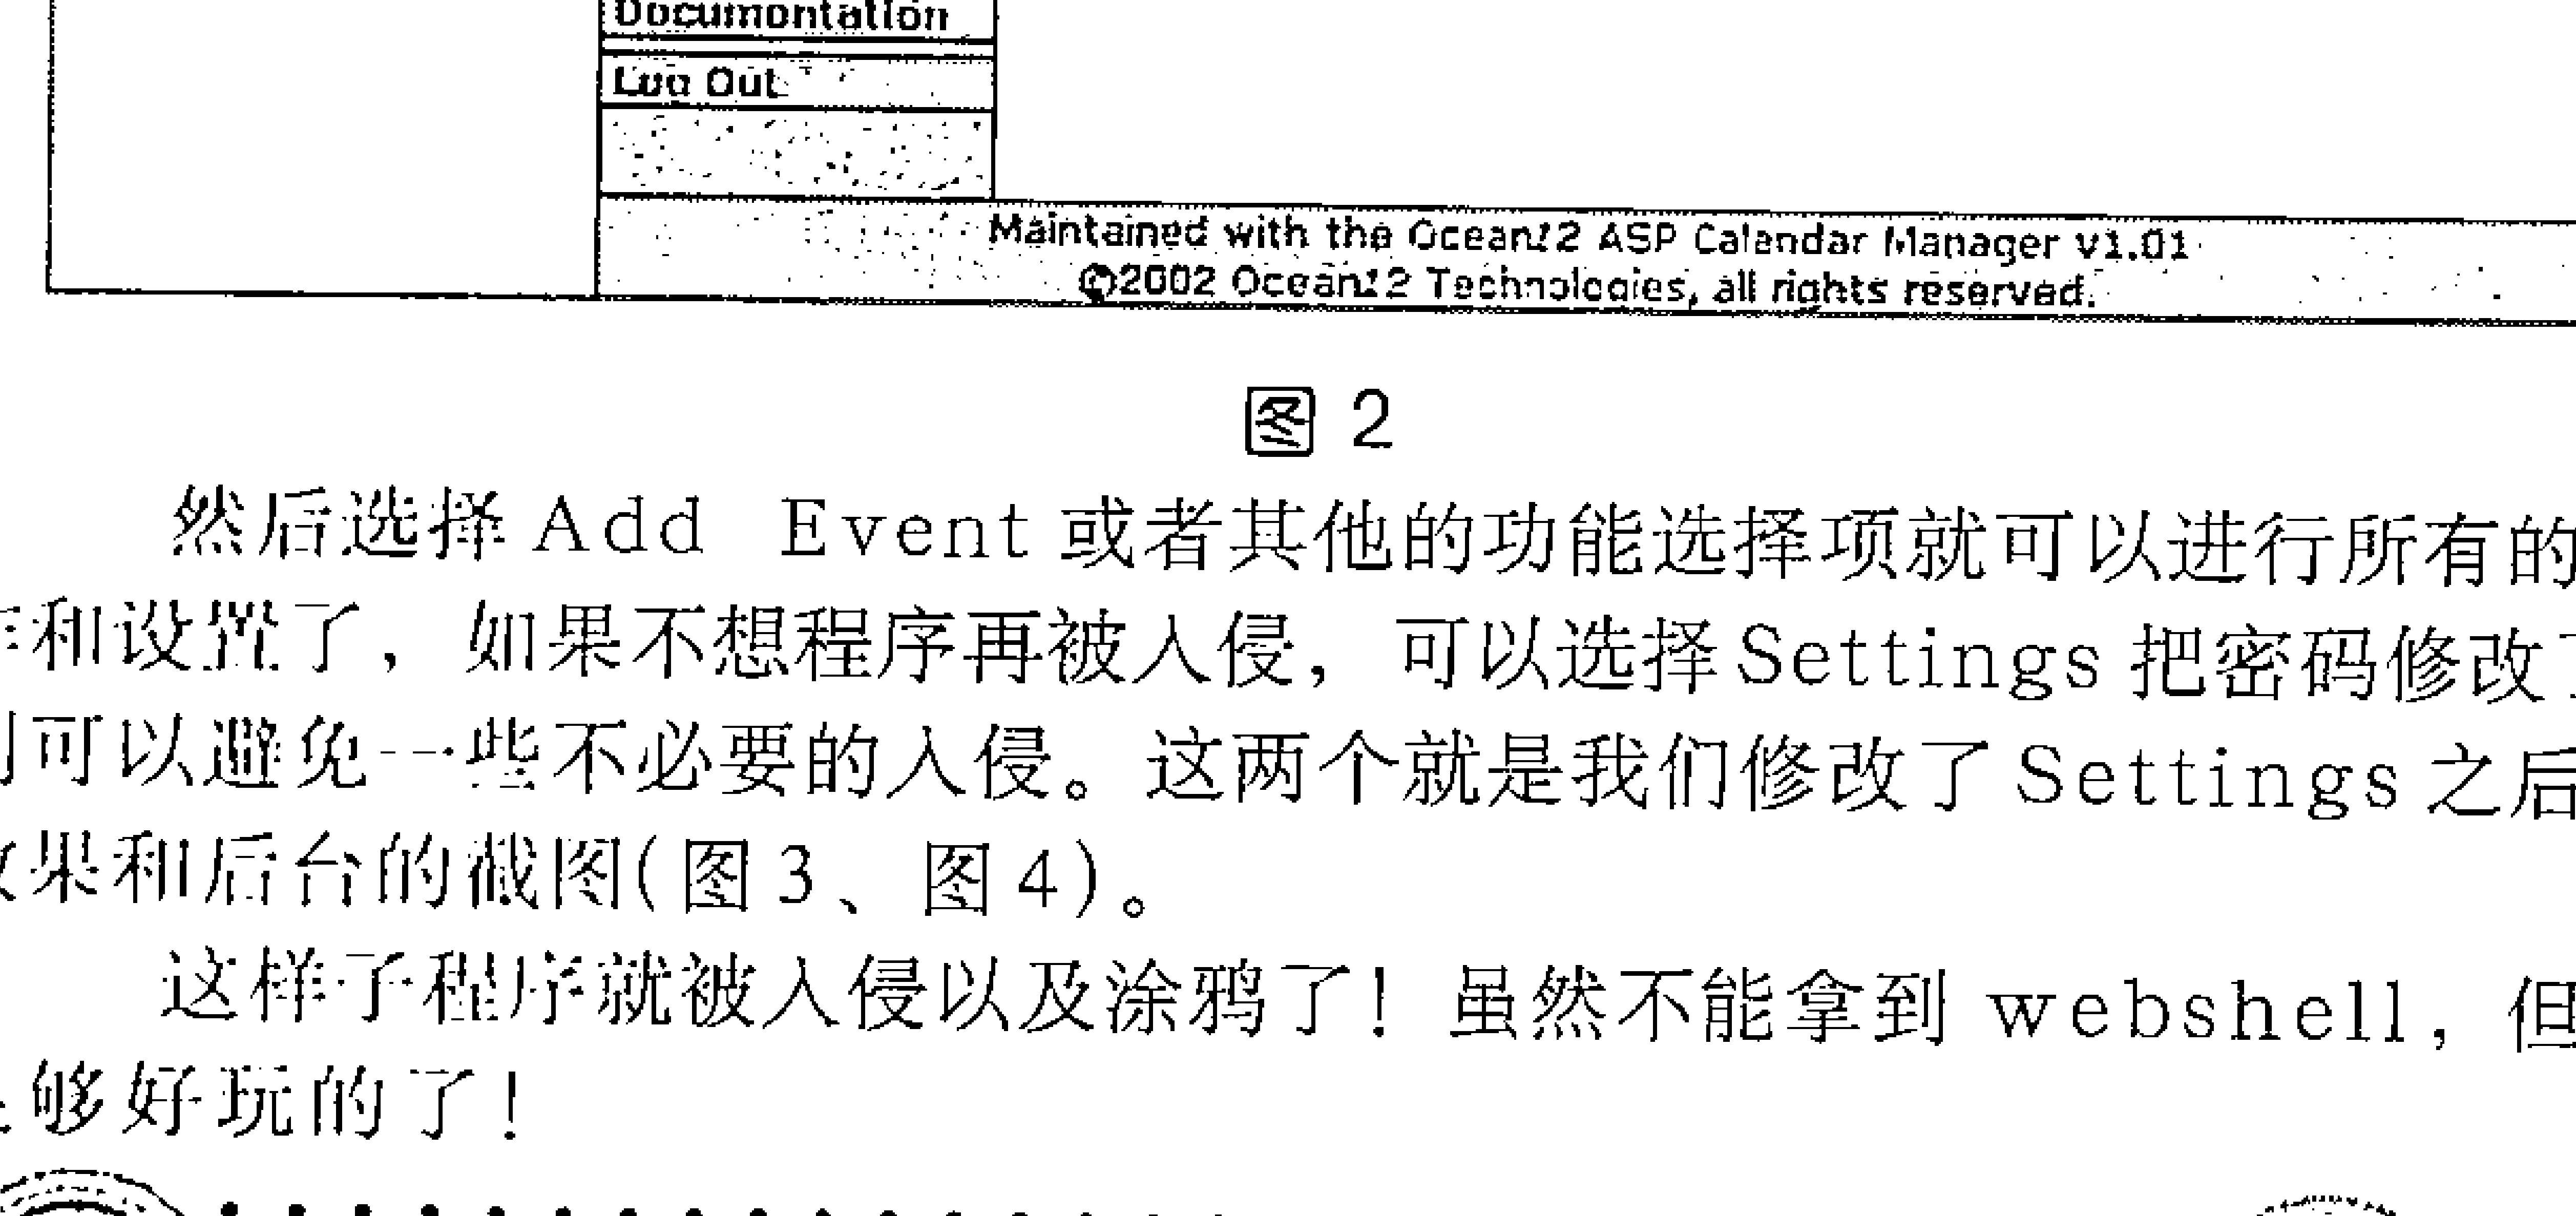 Documentation
Log Out
Maintained with the Ocean12 ASP Calendar Manager v1.01
©2002 Ocean12 Technologies, all rights reserved.
图 2
然后选择 Add Event 或者其他的功能选择项就可以进行所有的
和设置了，如果不想程序再被入侵，可以选择 Settings 把密码修改了
可以避免一些不必要的入侵。这两个就是我们修改了 Settings 之后
效果和后台的截图(图 3、图 4)。
这样子程序就被入侵以及涂鸦了！虽然不能拿到 webshell，但
够好玩的了！